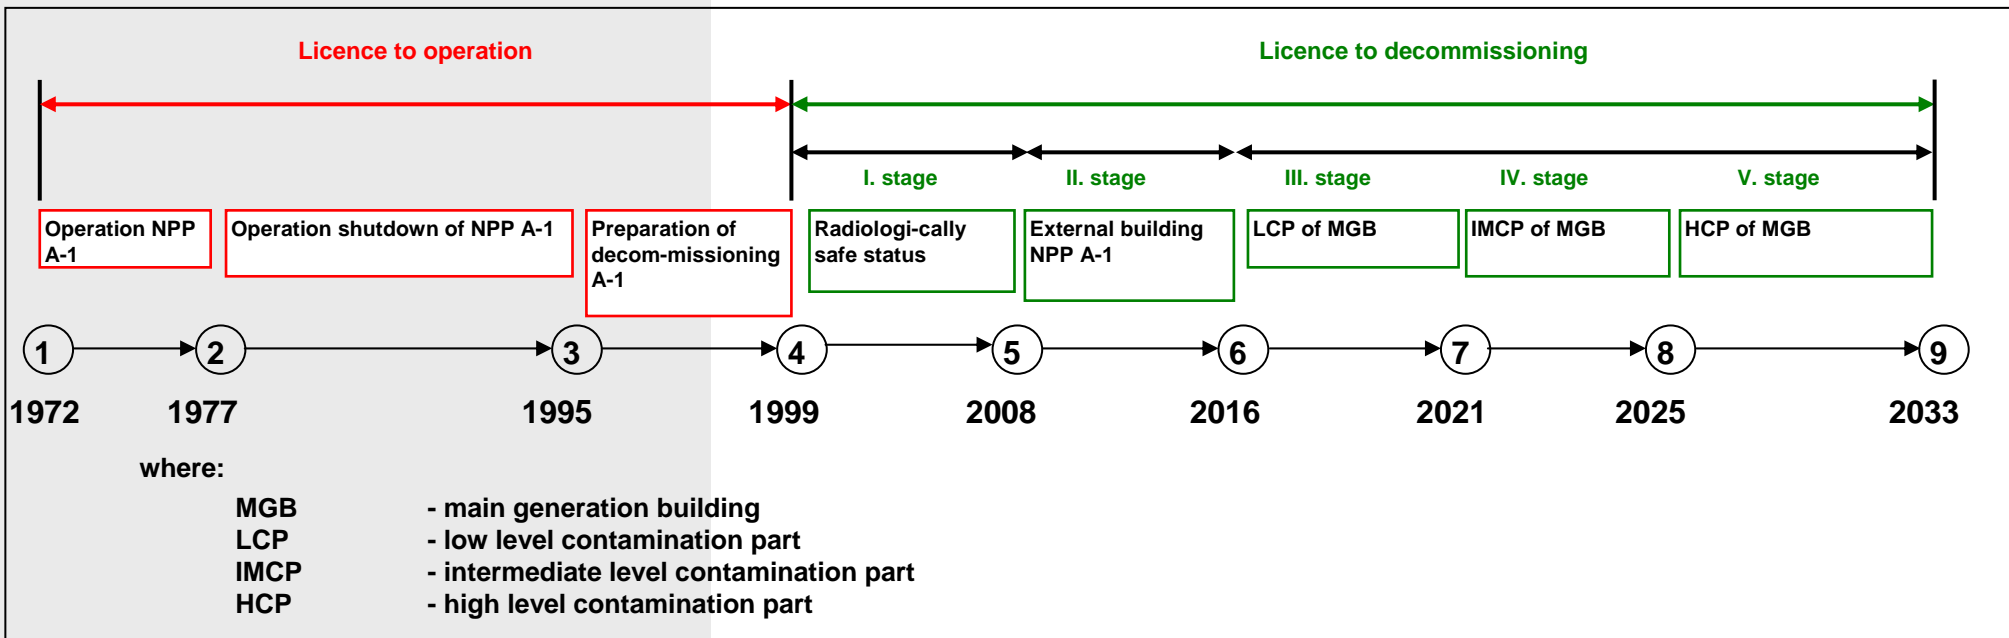 Licence to operation
Licence to decommissioning
I. stage
II. stage
III. stage
IV. stage
V. stage
Operation NPP
A-1
Operation shutdown of NPP A-1
Preparation of
decom-missioning
A-1
Radiologi-cally
safe status
External building
NPP A-1
LCP of MGB
IMCP of MGB
HCP of MGB
1
2
3
4
5
6
7
8
9
1972
1977
1995
1999
2008
2016
2021
2025
2033
where:
MGB - main generation building
LCP - low level contamination part
IMCP - intermediate level contamination part
HCP - high level contamination part